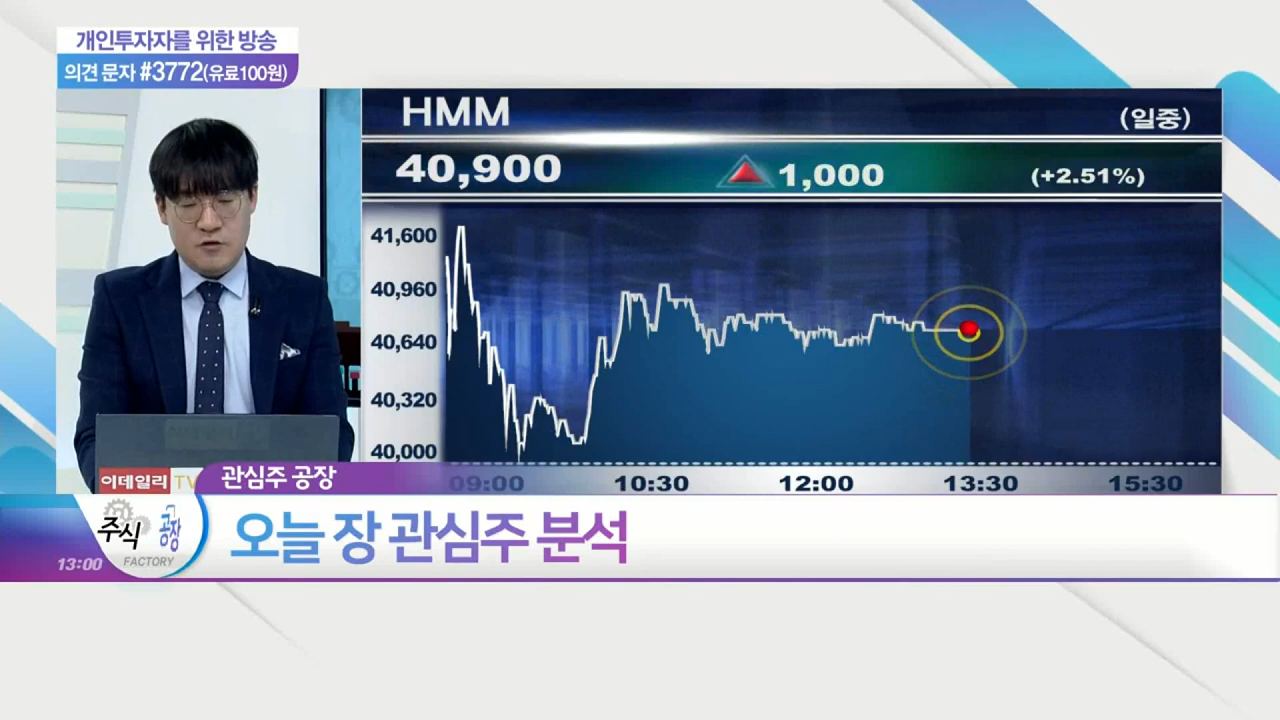 개인투자자를 위한 방송
의견 문자 #3772(유료100원)
HMM
(일중)
40,900
1,000
(+2.51%)
41,600
40,960
40,640
40,320
40,000
09:00
10:30
12:00
13:30
15:30
이데일리 TV
관심주 공장
주식 공장
FACTORY
13:00
오늘 장 관심주 분석